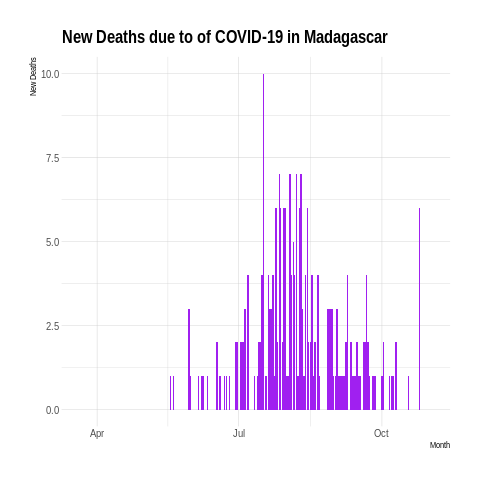 New Deaths due to of COVID-19 in Madagascar
New Deaths
10.0
7.5
5.0
2.5
0.0
Apr
Jul
Oct
Month